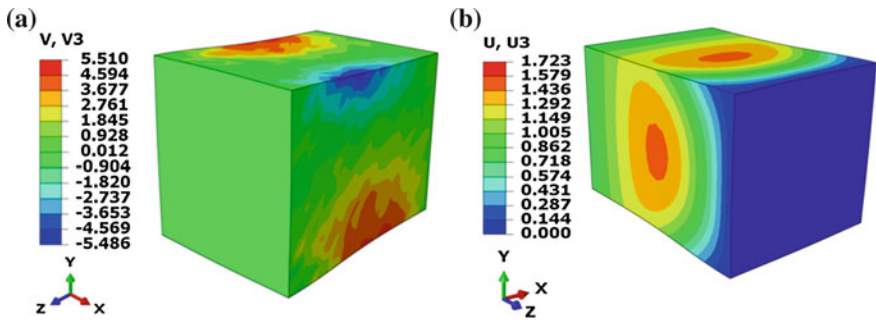 (a)
V, V3
5.510
4.594
3.677
2.761
1.845
0.928
0.012
-0.904
-1.820
-2.737
-3.653
-4.569
-5.486
Y
Z
X
(b)
U, U3
1.723
1.579
1.436
1.292
1.149
1.005
0.862
0.718
0.574
0.431
0.287
0.144
0.000
Y
X
Z